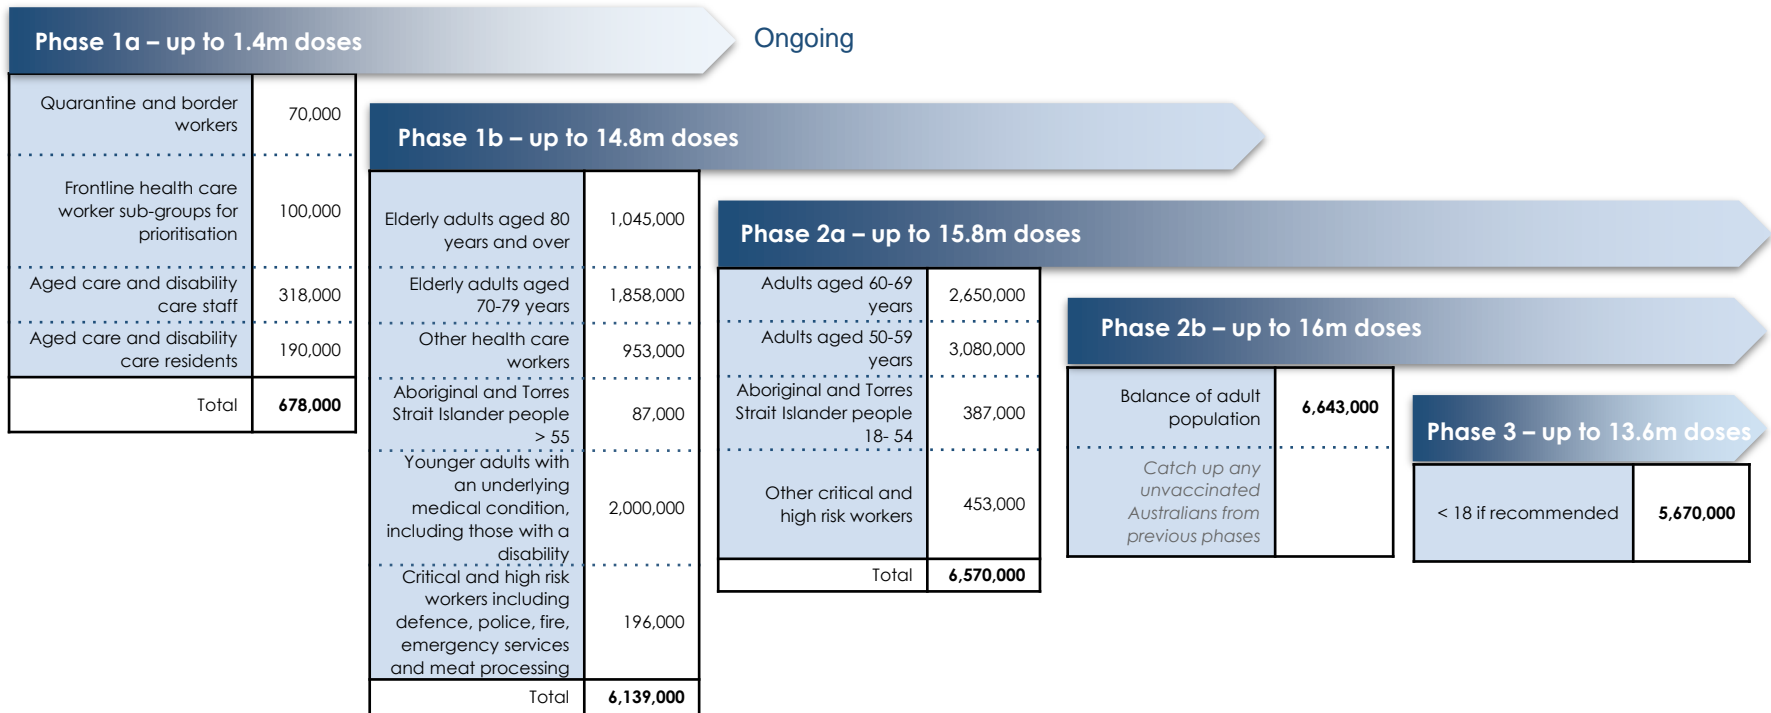 Phase 1a – up to 1.4m doses
Ongoing
Quarantine and border
workers
70,000
Frontline health care
worker sub-groups for
prioritisation
100,000
Aged care and disability
care staff
318,000
Aged care and disability
care residents
190,000
Total
678,000
Phase 1b – up to 14.8m doses
Elderly adults aged 80
years and over
1,045,000
Elderly adults aged
70-79 years
1,858,000
Other health care
workers
953,000
Aboriginal and Torres
Strait Islander people
> 55
87,000
Younger adults with
an underlying
medical condition,
including those with a
disability
2,000,000
Critical and high risk
workers including
defence, police, fire,
emergency services
and meat processing
196,000
Total
6,139,000
Phase 2a – up to 15.8m doses
Adults aged 60-69
years
2,650,000
Adults aged 50-59
years
3,080,000
Aboriginal and Torres
Strait Islander people
18- 54
387,000
Other critical and
high risk workers
453,000
Total
6,570,000
Phase 2b – up to 16m doses
Balance of adult
population
6,643,000
Catch up any
unvaccinated
Australians from
previous phases
Phase 3 – up to 13.6m doses
< 18 if recommended
5,670,000